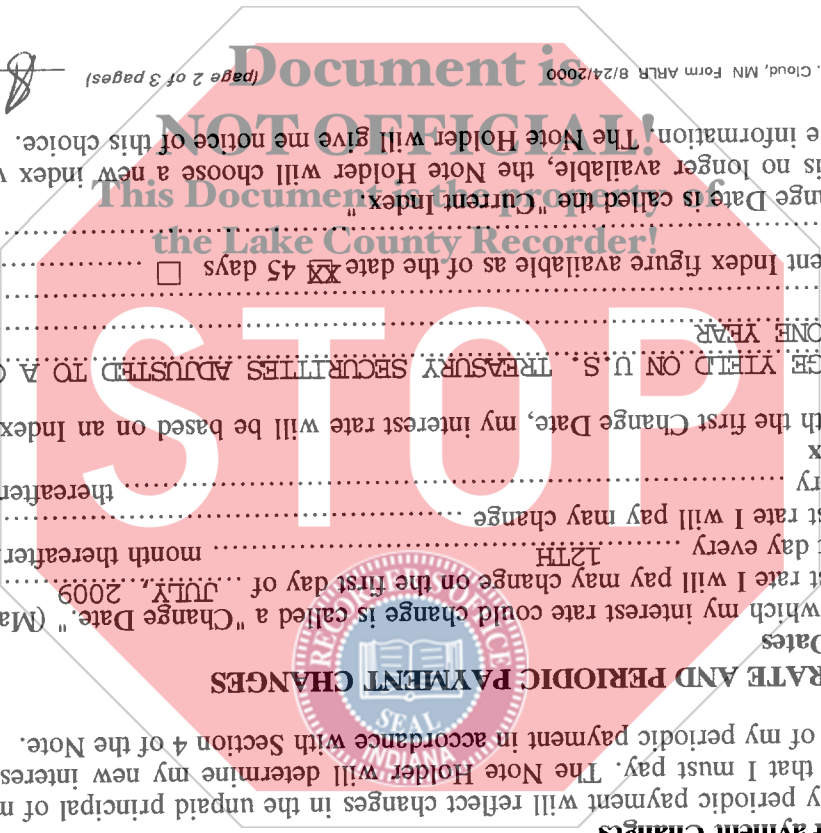 Document is
NOT OFFICIAL!
This Document is the property of
the Lake County Recorder!
STOP
RECORDER'S OFFICE
SEAL
INDIANA
Payment Changes
y periodic payment will reflect changes in the unpaid principal of m
that I must pay. The Note Holder will determine my new interes
of my periodic payment in accordance with Section 4 of the Note.
RATE AND PERIODIC PAYMENT CHANGES
Dates
which my interest rate could change is called a "Change Date." (Ma
st rate I will pay may change on the first day of ...JULY, 2009...
t day every ... 12TH ... month thereafter
st rate I will pay may change ...
ry ... thereafter
x
th the first Change Date, my interest rate will be based on an Index
GE YIELD ON U.S. TREASURY SECURITIES ADJUSTED TO A C
ONE YEAR
ent Index figure available as of the date XX 45 days ☐ ...
ange Date is called the "Current Index."
is no longer available, the Note Holder will choose a new index w
e information. The Note Holder will give me notice of this choice.
. Cloud, MN Form ARLR 8/24/2000 (page 2 of 3 pages)